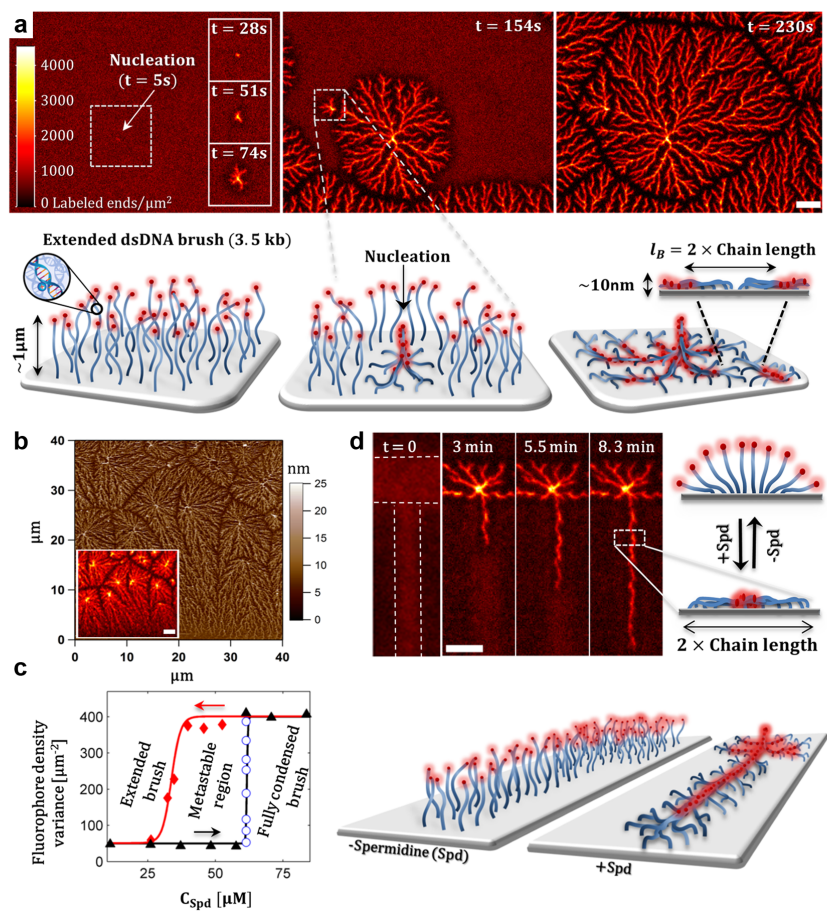 a
Nucleation
(t = 5s)
t = 28s
t = 51s
t = 74s
t = 154s
t = 230s
4000
3000
2000
1000
0 Labeled ends/μm²
Extended dsDNA brush (3.5 kb)
~1μm
Nucleation
l_B = 2 × Chain length
~10nm
b
40
30
20
10
0
μm
0 10 20 30 40
μm
nm
25
20
15
10
5
0
d
t = 0
3 min
5.5 min
8.3 min
+Spd
-Spd
2 × Chain length
c
Fluorophore density
variance [μm⁻²]
400
300
200
100
0
Extended
brush
Metastable
region
Fully condensed
brush
25 50 75
C_Spd [μM]
-Spermidine (Spd)
+Spd